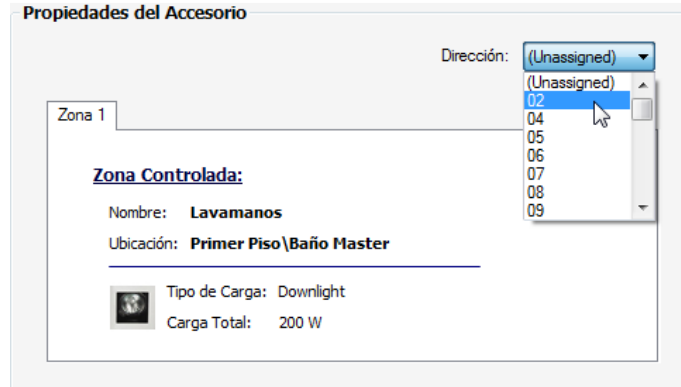 Propiedades del Accesorio
Dirección: (Unassigned)
(Unassigned)
02
04
05
06
07
08
09
Zona 1
Zona Controlada:
Nombre: Lavamanos
Ubicación: Primer Piso\Baño Master
Tipo de Carga: Downlight
Carga Total: 200 W